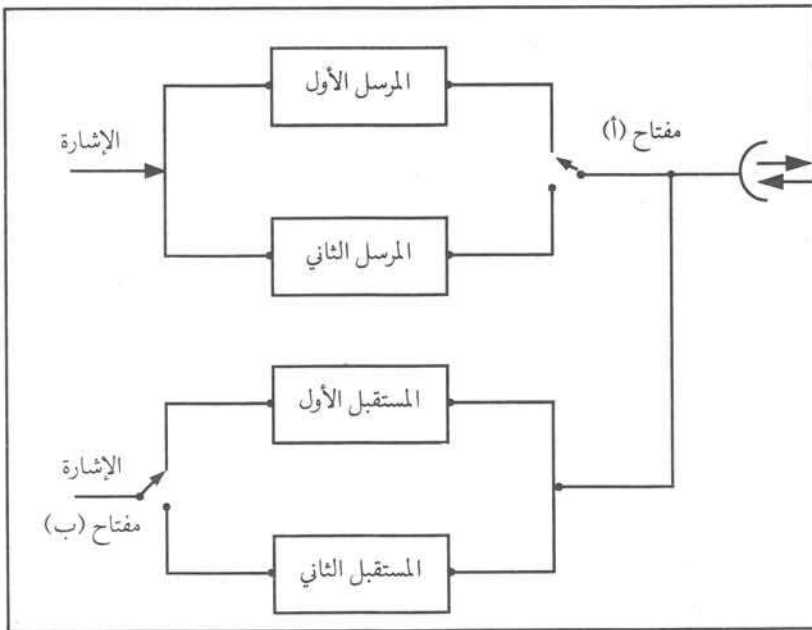 المرسل الأول
مفتاح (أ)
الإشارة
المرسل الثاني
المستقبل الأول
الإشارة
مفتاح (ب)
المستقبل الثاني